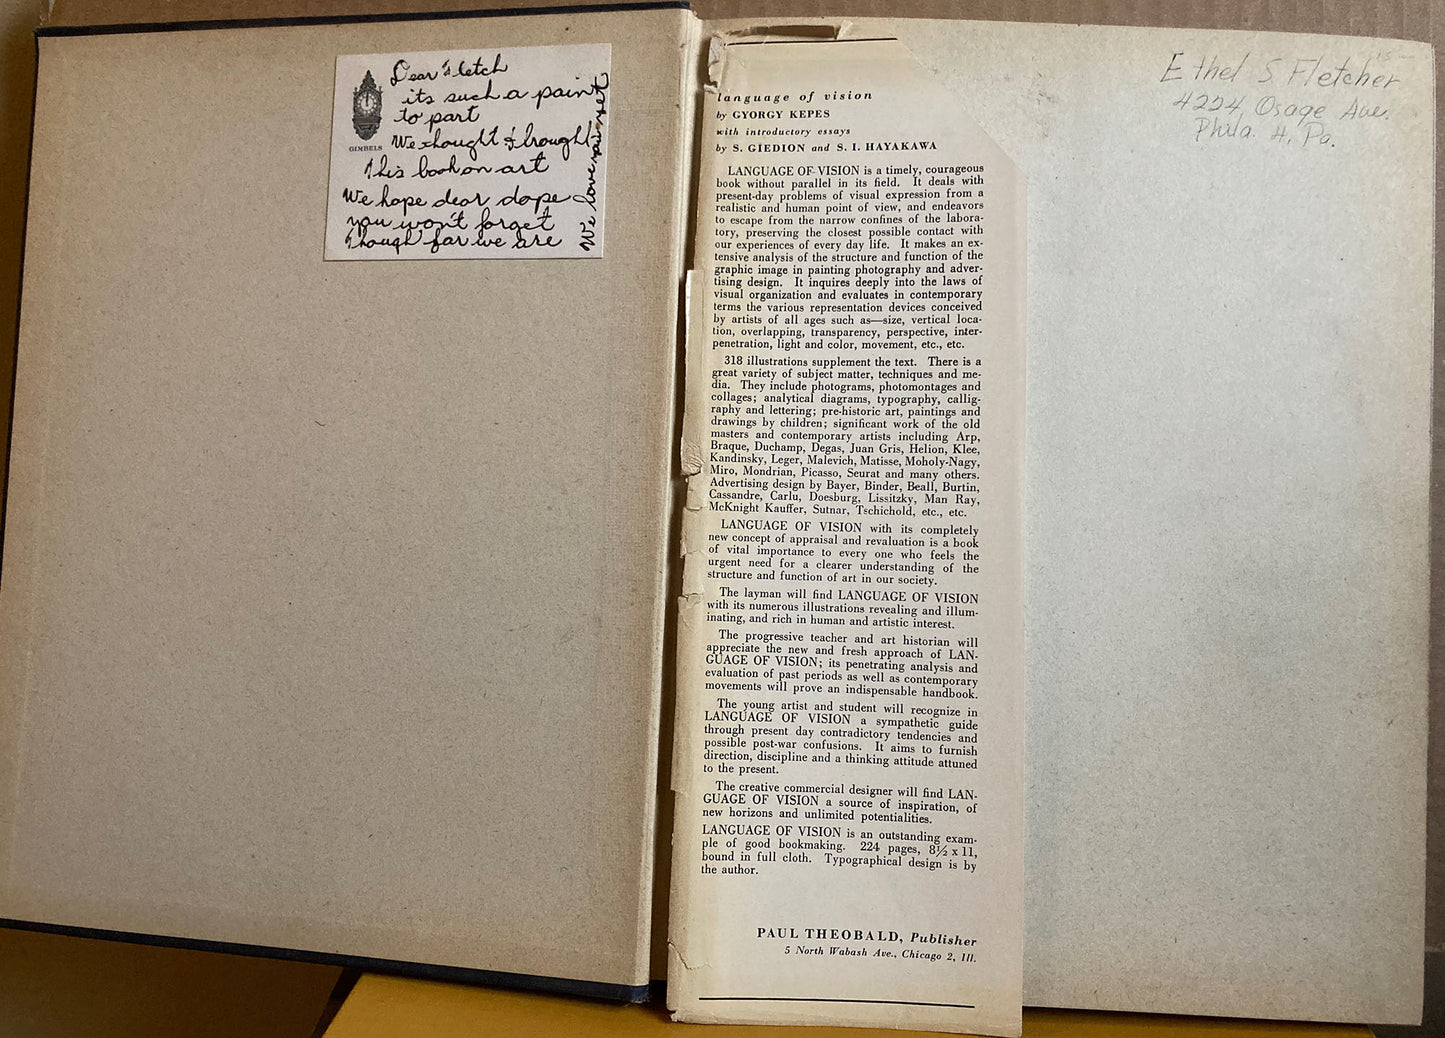 Dear Fletch
its such a paint
to part
We thought & brought
This book on art
We hope dear dope
you won't forget
Though far we are
We love you yet
GIMBELS
language of vision
by GYORGY KEPES
with introductory essays
by S. GIEDION and S. I. HAYAKAWA
LANGUAGE OF VISION is a timely, courageous
book without parallel in its field. It deals with
present-day problems of visual expression from a
realistic and human point of view, and endeavors
to escape from the narrow confines of the labora-
tory, preserving the closest possible contact with
our experiences of every day life. It makes an ex-
tensive analysis of the structure and function of the
graphic image in painting photography and adver-
tising design. It inquires deeply into the laws of
visual organization and evaluates in contemporary
terms the various representation devices conceived
by artists of all ages such as—size, vertical loca-
tion, overlapping, transparency, perspective, inter-
penetration, light and color, movement, etc., etc.
318 illustrations supplement the text. There is a
great variety of subject matter, techniques and me-
dia. They include photograms, photomontages and
collages; analytical diagrams, typography, callig-
raphy and lettering; pre-historic art, paintings and
drawings by children; significant work of the old
masters and contemporary artists including Arp,
Braque, Duchamp, Degas, Juan Gris, Helion, Klee,
Kandinsky, Leger, Malevich, Matisse, Moholy-Nagy,
Miro, Mondrian, Picasso, Seurat and many others.
Advertising design by Bayer, Binder, Beall, Burtin,
Cassandre, Carlu, Doesburg, Lissitzky, Man Ray,
McKnight Kauffer, Sutnar, Tschichold, etc., etc.
LANGUAGE OF VISION with its completely
new concept of appraisal and revaluation is a book
of vital importance to every one who feels the
urgent need for a clearer understanding of the
structure and function of art in our society.
The layman will find LANGUAGE OF VISION
with its numerous illustrations revealing and illum-
inating, and rich in human and artistic interest.
The progressive teacher and art historian will
appreciate the new and fresh approach of LAN-
GUAGE OF VISION; its penetrating analysis and
evaluation of past periods as well as contemporary
movements will prove an indispensable handbook.
The young artist and student will recognize in
LANGUAGE OF VISION a sympathetic guide
through present day contradictory tendencies and
possible post-war confusions. It aims to furnish
direction, discipline and a thinking attitude attuned
to the present.
The creative commercial designer will find LAN-
GUAGE OF VISION a source of inspiration, of
new horizons and unlimited potentialities.
LANGUAGE OF VISION is an outstanding exam-
ple of good bookmaking. 224 pages, 8½ x 11,
bound in full cloth. Typographical design is by
the author.
PAUL THEOBALD, Publisher
5 North Wabash Ave., Chicago 2, Ill.
Ethel S. Fletcher
4224 Osage Ave.
Phila. 4, Pa.